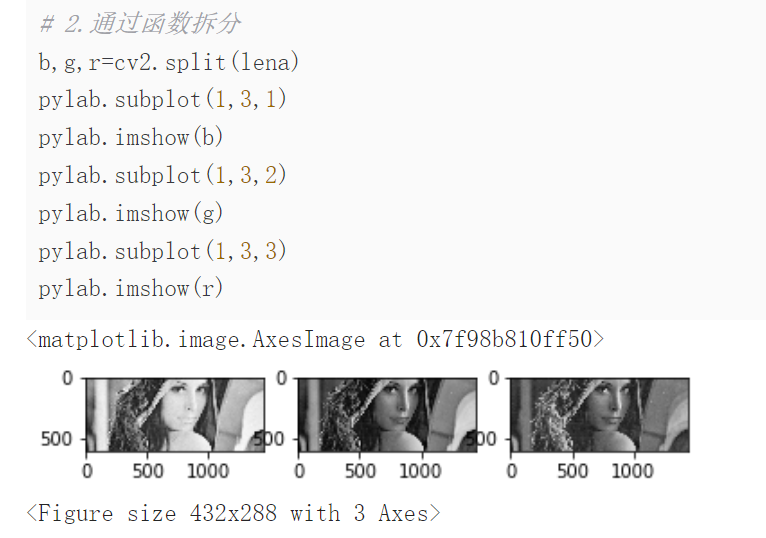 # 2.通过函数拆分
b,g,r=cv2.split(lena)
pylab.subplot(1,3,1)
pylab.imshow(b)
pylab.subplot(1,3,2)
pylab.imshow(g)
pylab.subplot(1,3,3)
pylab.imshow(r)
<matplotlib.image.AxesImage at 0x7f98b810ff50>
0 0 0
500 500 500
0 500 1000 0 500 1000 0 500 1000
<Figure size 432x288 with 3 Axes>